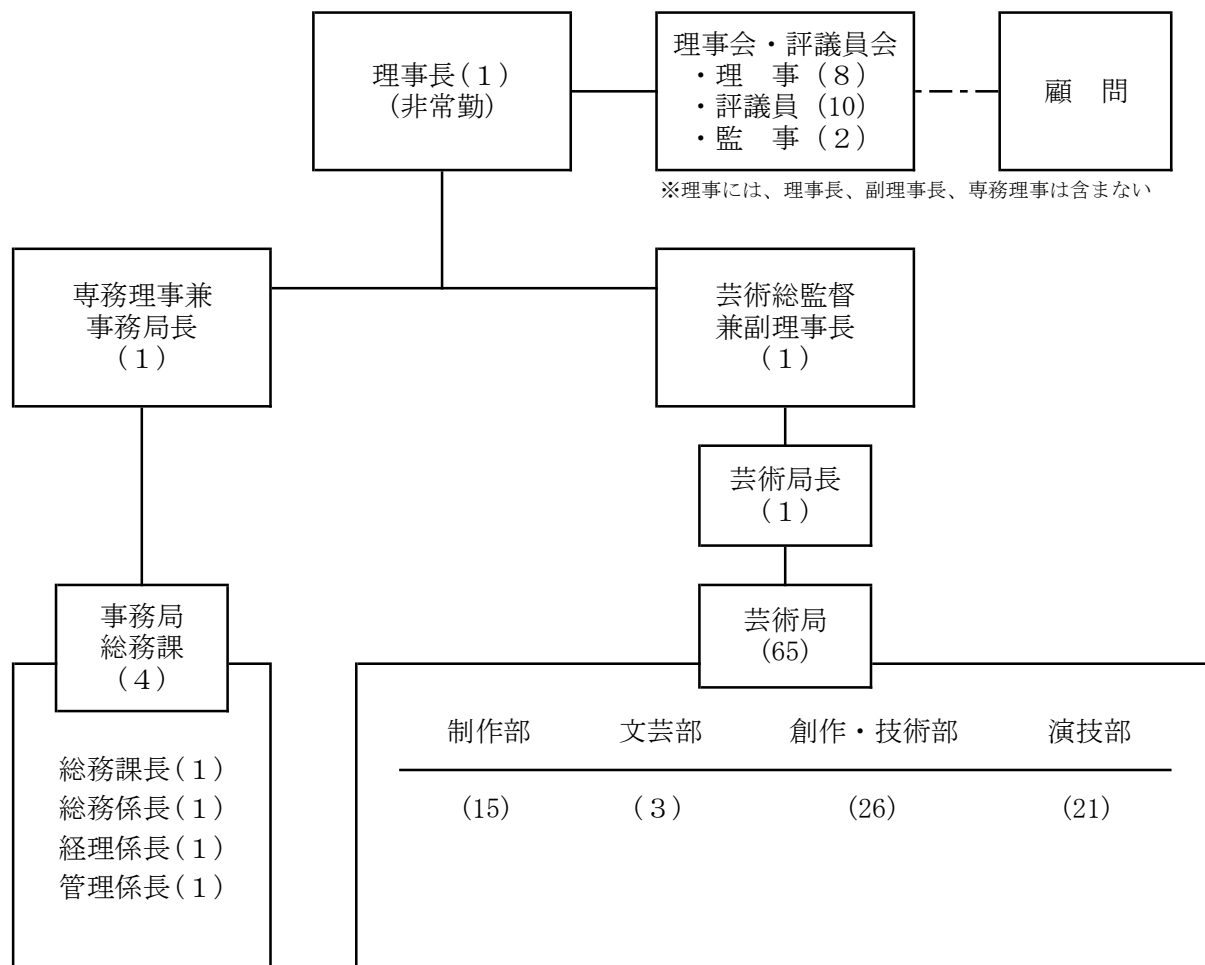 理事長(1)
(非常勤)
理事会・評議員会
・理　事(8)
・評議員(10)
・監　事(2)
顧　問
※理事には、理事長、副理事長、専務理事は含まない
専務理事兼
事務局長
(1)
芸術総監督
兼副理事長
(1)
芸術局長
(1)
事務局
総務課
(4)
総務課長(1)
総務係長(1)
経理係長(1)
管理係長(1)
芸術局
(65)
制作部　文芸部　創作・技術部　演技部
(15)　(3)　(26)　(21)